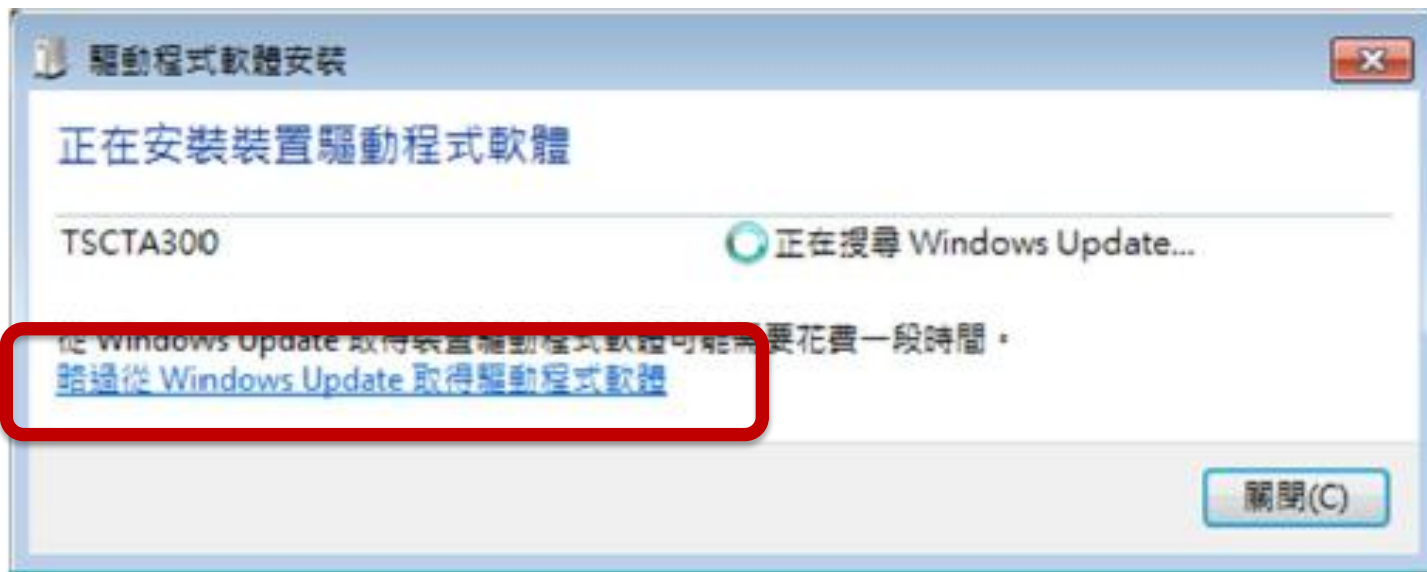 驅動程式軟體安裝
正在安裝裝置驅動程式軟體
TSCTA300 正在搜尋 Windows Update...
從 Windows Update 取得裝置驅動程式軟體可能需要花費一段時間。
略過從 Windows Update 取得驅動程式軟體
關閉(C)